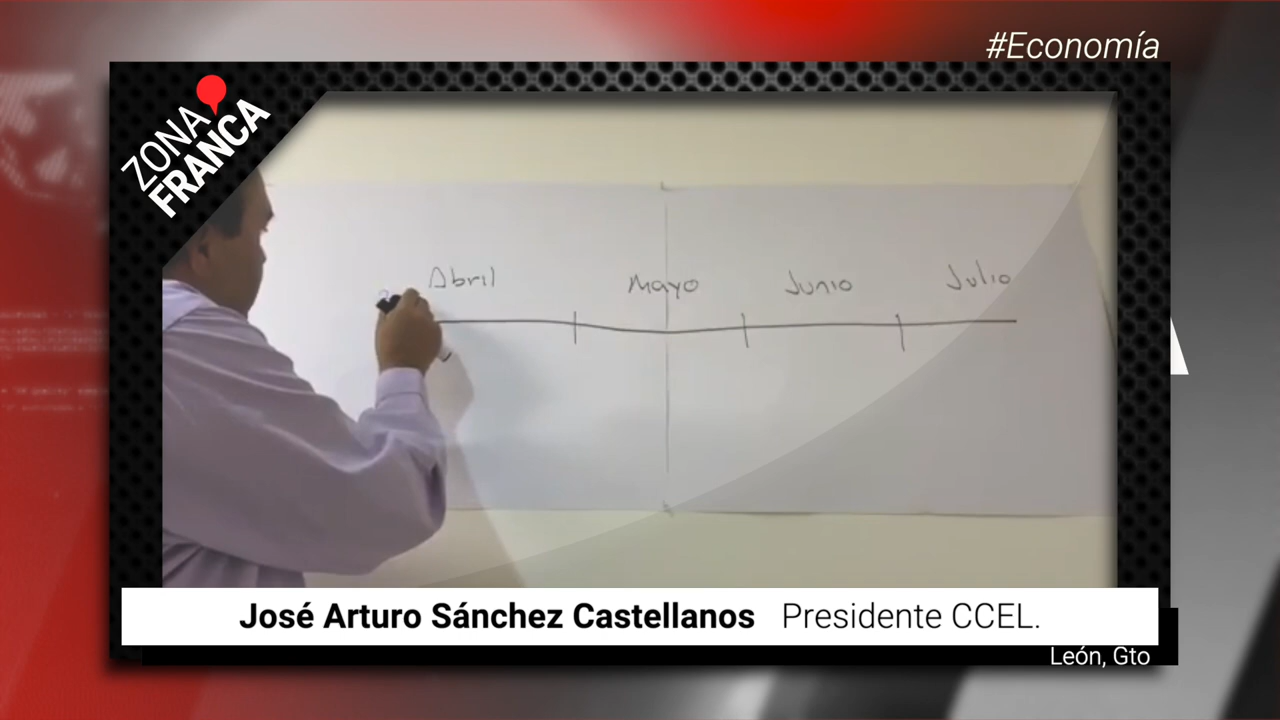 #Economía
ZONA
FRANCA
Abril Mayo Junio Julio
José Arturo Sánchez Castellanos Presidente CCEL.
León, Gto